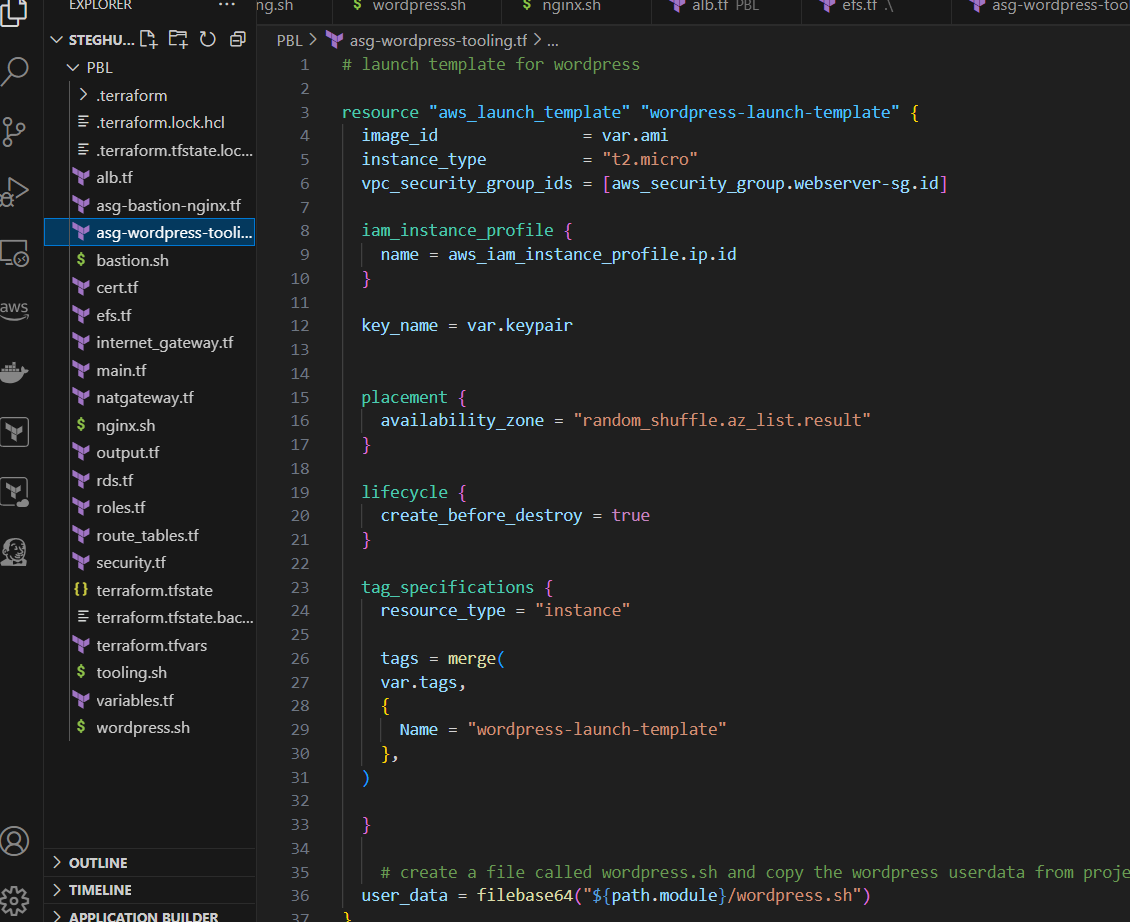 EXPLORER
...
ng.sh
$ wordpress.sh
$ nginx.sh
alb.tf PBL
efs.tf .\
asg-wordpress-too
STEGHU...
PBL
.terraform
.terraform.lock.hcl
.terraform.tfstate.loc...
alb.tf
asg-bastion-nginx.tf
asg-wordpress-tooli...
$ bastion.sh
cert.tf
efs.tf
internet_gateway.tf
main.tf
natgateway.tf
$ nginx.sh
output.tf
rds.tf
roles.tf
route_tables.tf
security.tf
{} terraform.tfstate
terraform.tfstate.bac...
terraform.tfvars
$ tooling.sh
variables.tf
$ wordpress.sh
OUTLINE
TIMELINE
APPLICATION BUILDER
aws
PBL > asg-wordpress-tooling.tf > ...
1 # launch template for wordpress
2
3 resource "aws_launch_template" "wordpress-launch-template" {
4 image_id = var.ami
5 instance_type = "t2.micro"
6 vpc_security_group_ids = [aws_security_group.webserver-sg.id]
7
8 iam_instance_profile {
9 name = aws_iam_instance_profile.ip.id
10 }
11
12 key_name = var.keypair
13
14
15 placement {
16 availability_zone = "random_shuffle.az_list.result"
17 }
18
19 lifecycle {
20 create_before_destroy = true
21 }
22
23 tag_specifications {
24 resource_type = "instance"
25
26 tags = merge(
27 var.tags,
28 {
29 Name = "wordpress-launch-template"
30 },
31 )
32
33 }
34
35 # create a file called wordpress.sh and copy the wordpress userdata from proje
36 user_data = filebase64("${path.module}/wordpress.sh")
37 }